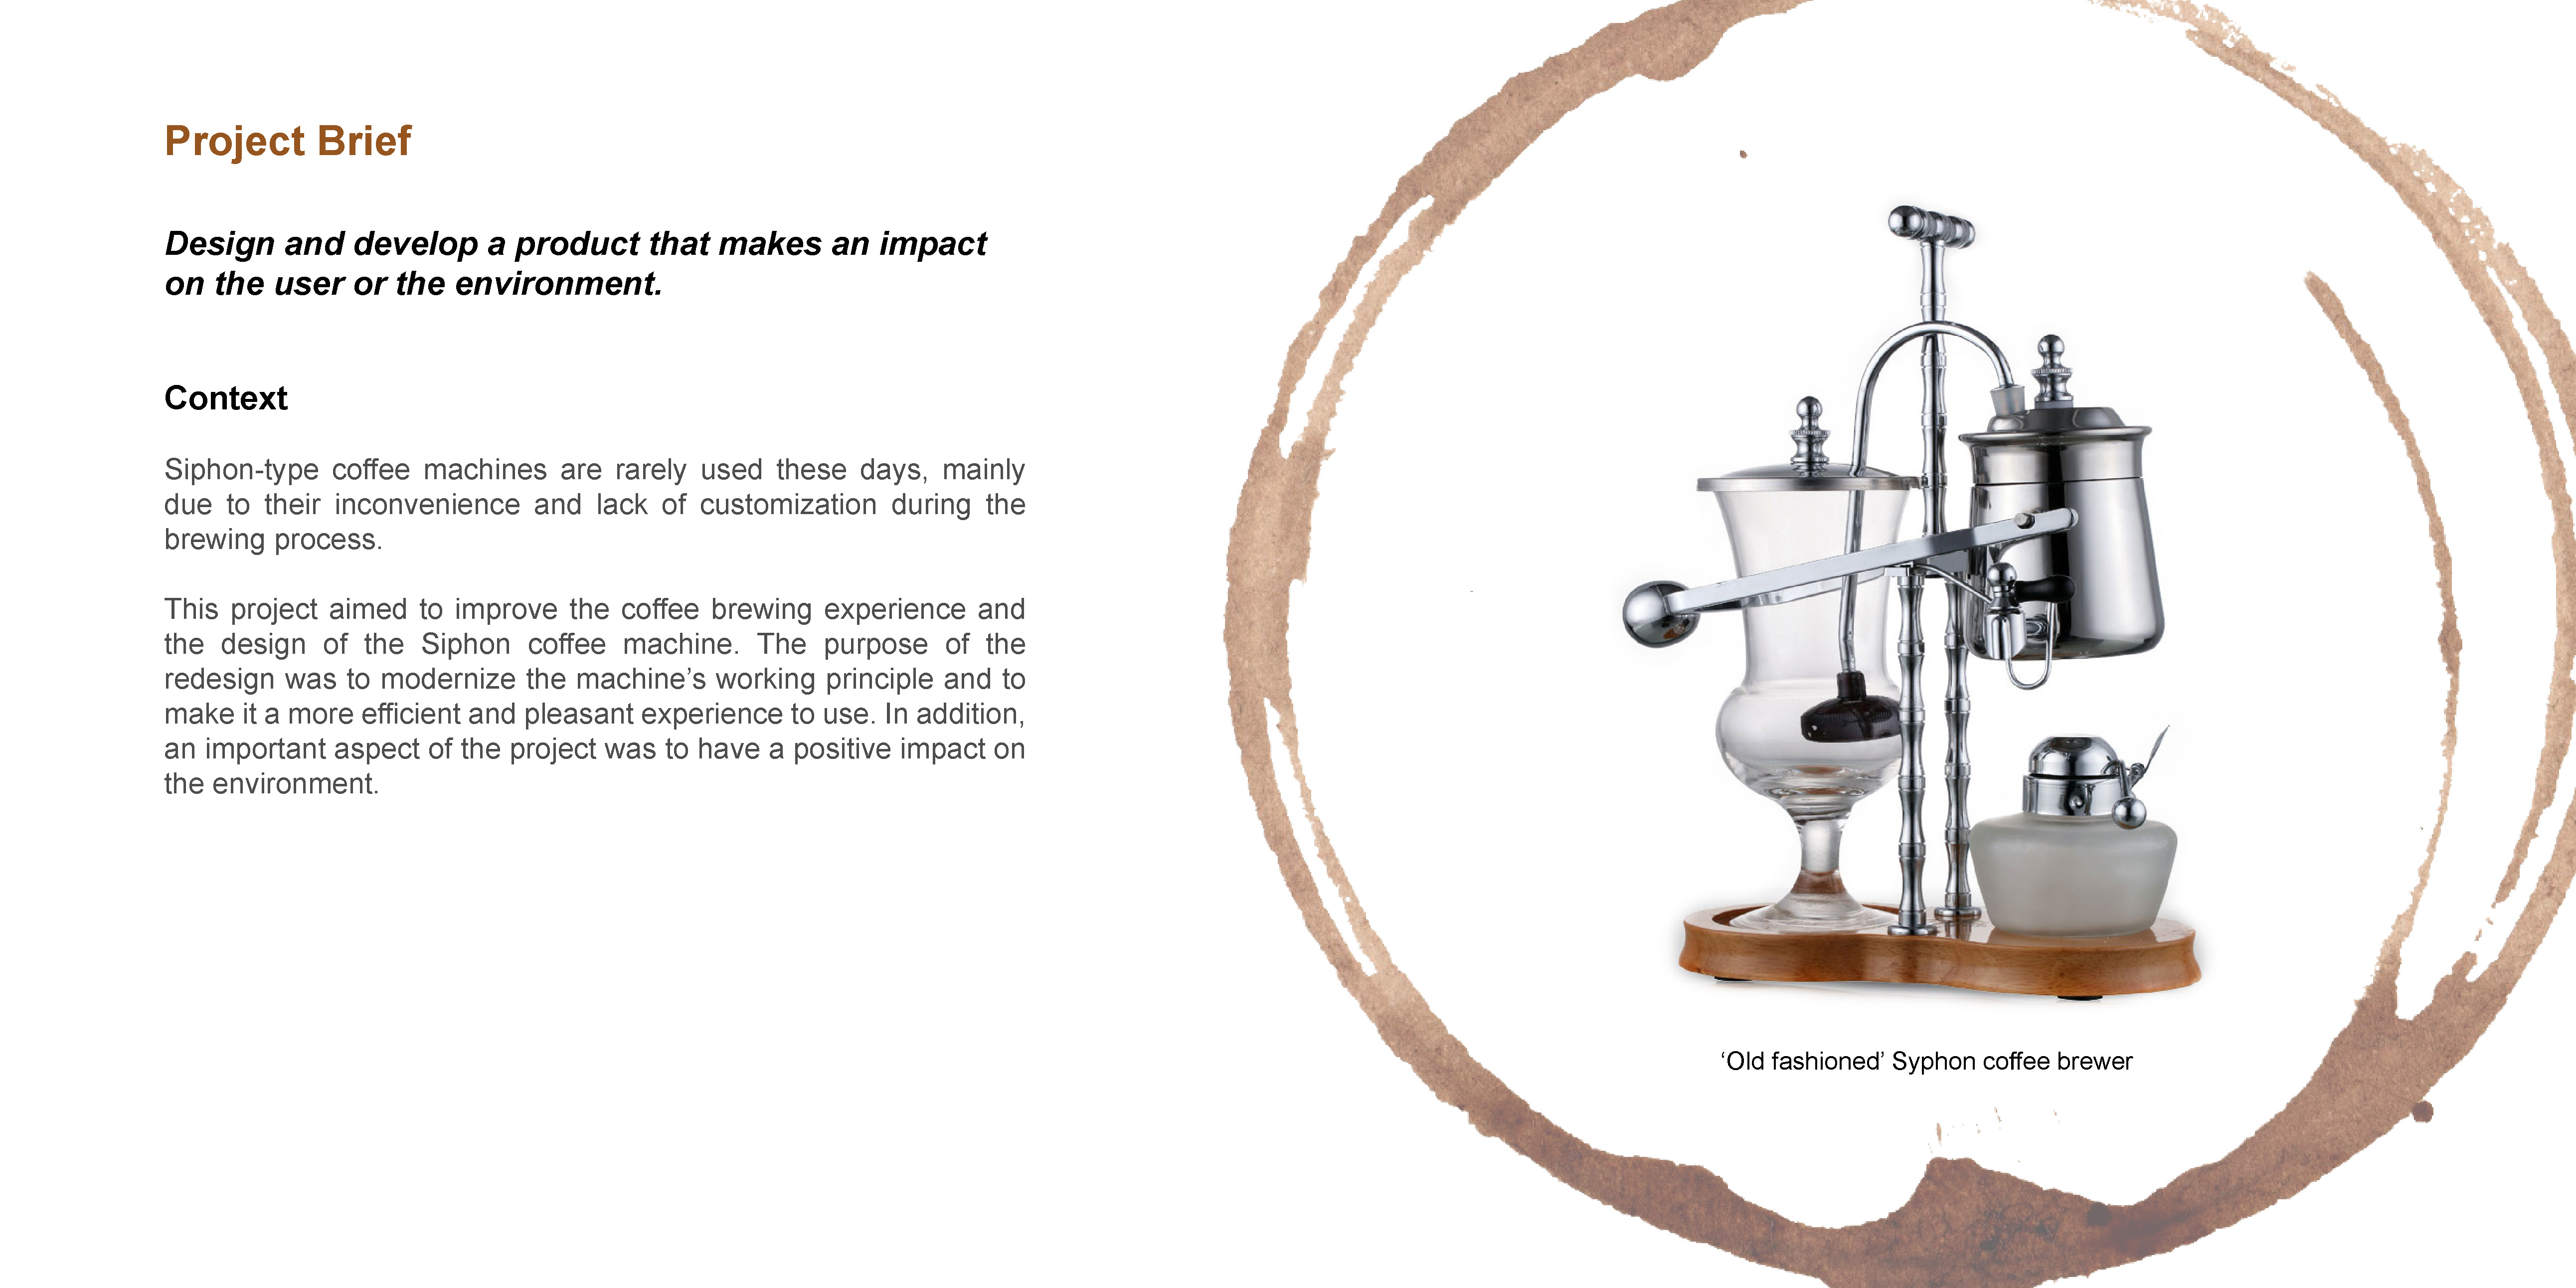 Project Brief
Design and develop a product that makes an impact
on the user or the environment.
Context
Siphon-type coffee machines are rarely used these days, mainly
due to their inconvenience and lack of customization during the
brewing process.
This project aimed to improve the coffee brewing experience and
the design of the Siphon coffee machine. The purpose of the
redesign was to modernize the machine’s working principle and to
make it a more efficient and pleasant experience to use. In addition,
an important aspect of the project was to have a positive impact on
the environment.
‘Old fashioned’ Syphon coffee brewer